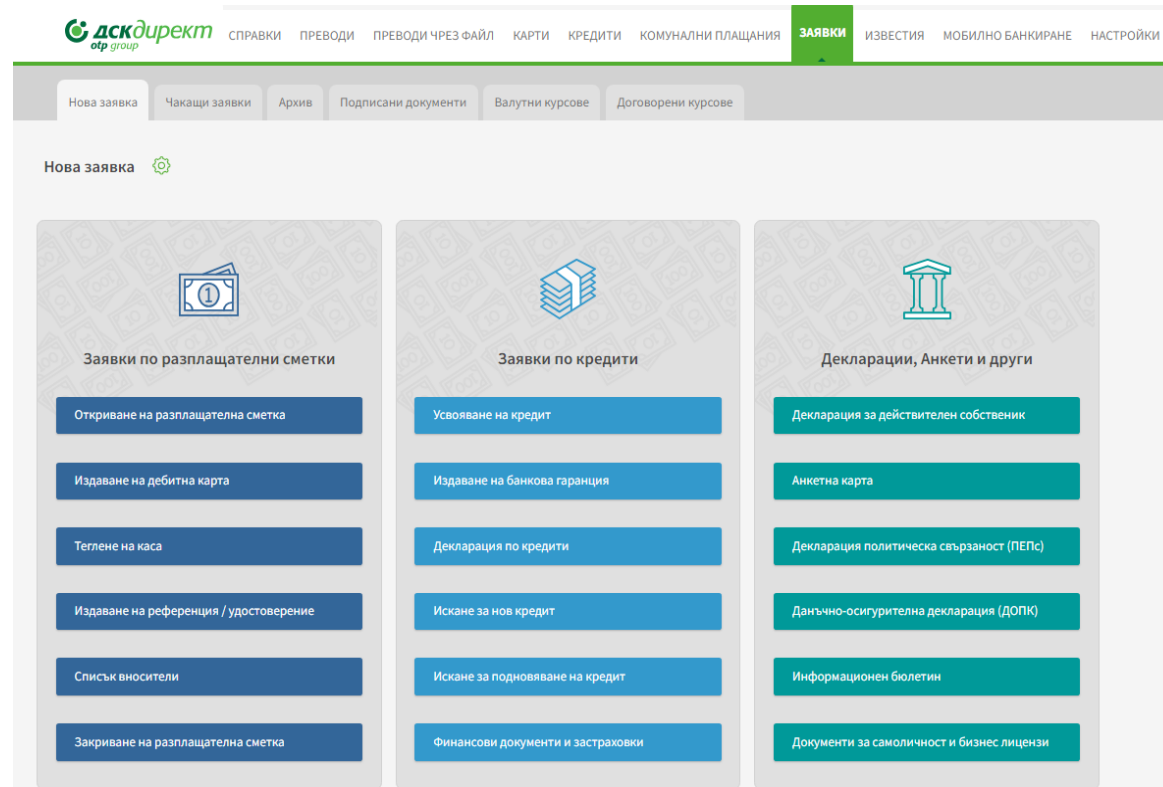 дскдирект
otp group
СПРАВКИ ПРЕВОДИ ПРЕВОДИ ЧРЕЗ ФАЙЛ КАРТИ КРЕДИТИ КОМУНАЛНИ ПЛАЩАНИЯ ЗАЯВКИ ИЗВЕСТИЯ МОБИЛНО БАНКИРАНЕ НАСТРОЙКИ
Нова заявка Чакащи заявки Архив Подписани документи Валутни курсове Договорени курсове
Нова заявка
1
Заявки по разплащателни сметки
Откриване на разплащателна сметка
Издаване на дебитна карта
Теглене на каса
Издаване на референция / удостоверение
Списък вносители
Закриване на разплащателна сметка
Заявки по кредити
Усвояване на кредит
Издаване на банкова гаранция
Декларация по кредити
Искане за нов кредит
Искане за подновяване на кредит
Финансови документи и застраховки
Декларации, Анкети и други
Декларация за действителен собственик
Анкетна карта
Декларация политическа свързаност (ПЕПс)
Данъчно-осигурителна декларация (ДОПК)
Информационен бюлетин
Документи за самоличност и бизнес лицензи